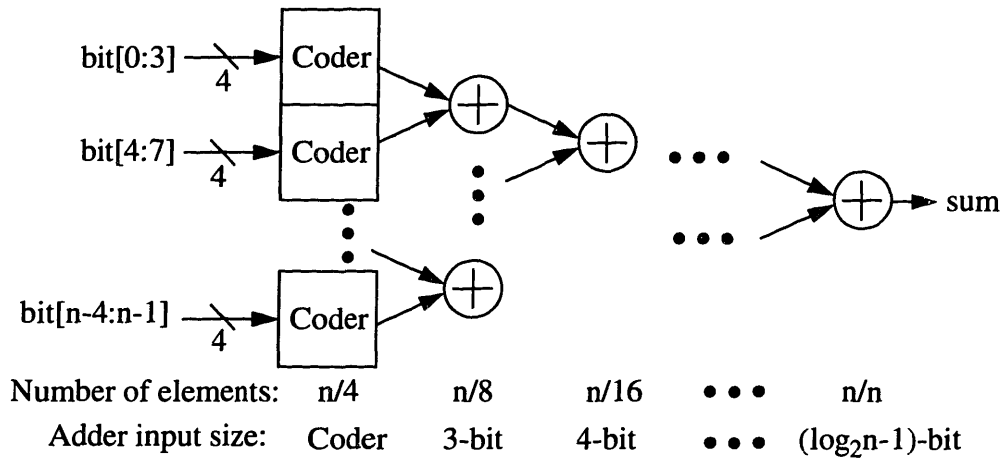 bit[0:3]
4
Coder
bit[4:7]
4
Coder
sum
bit[n-4:n-1]
4
Coder
Number of elements: n/4 n/8 n/16 ••• n/n
Adder input size: Coder 3-bit 4-bit ••• (log₂n-1)-bit